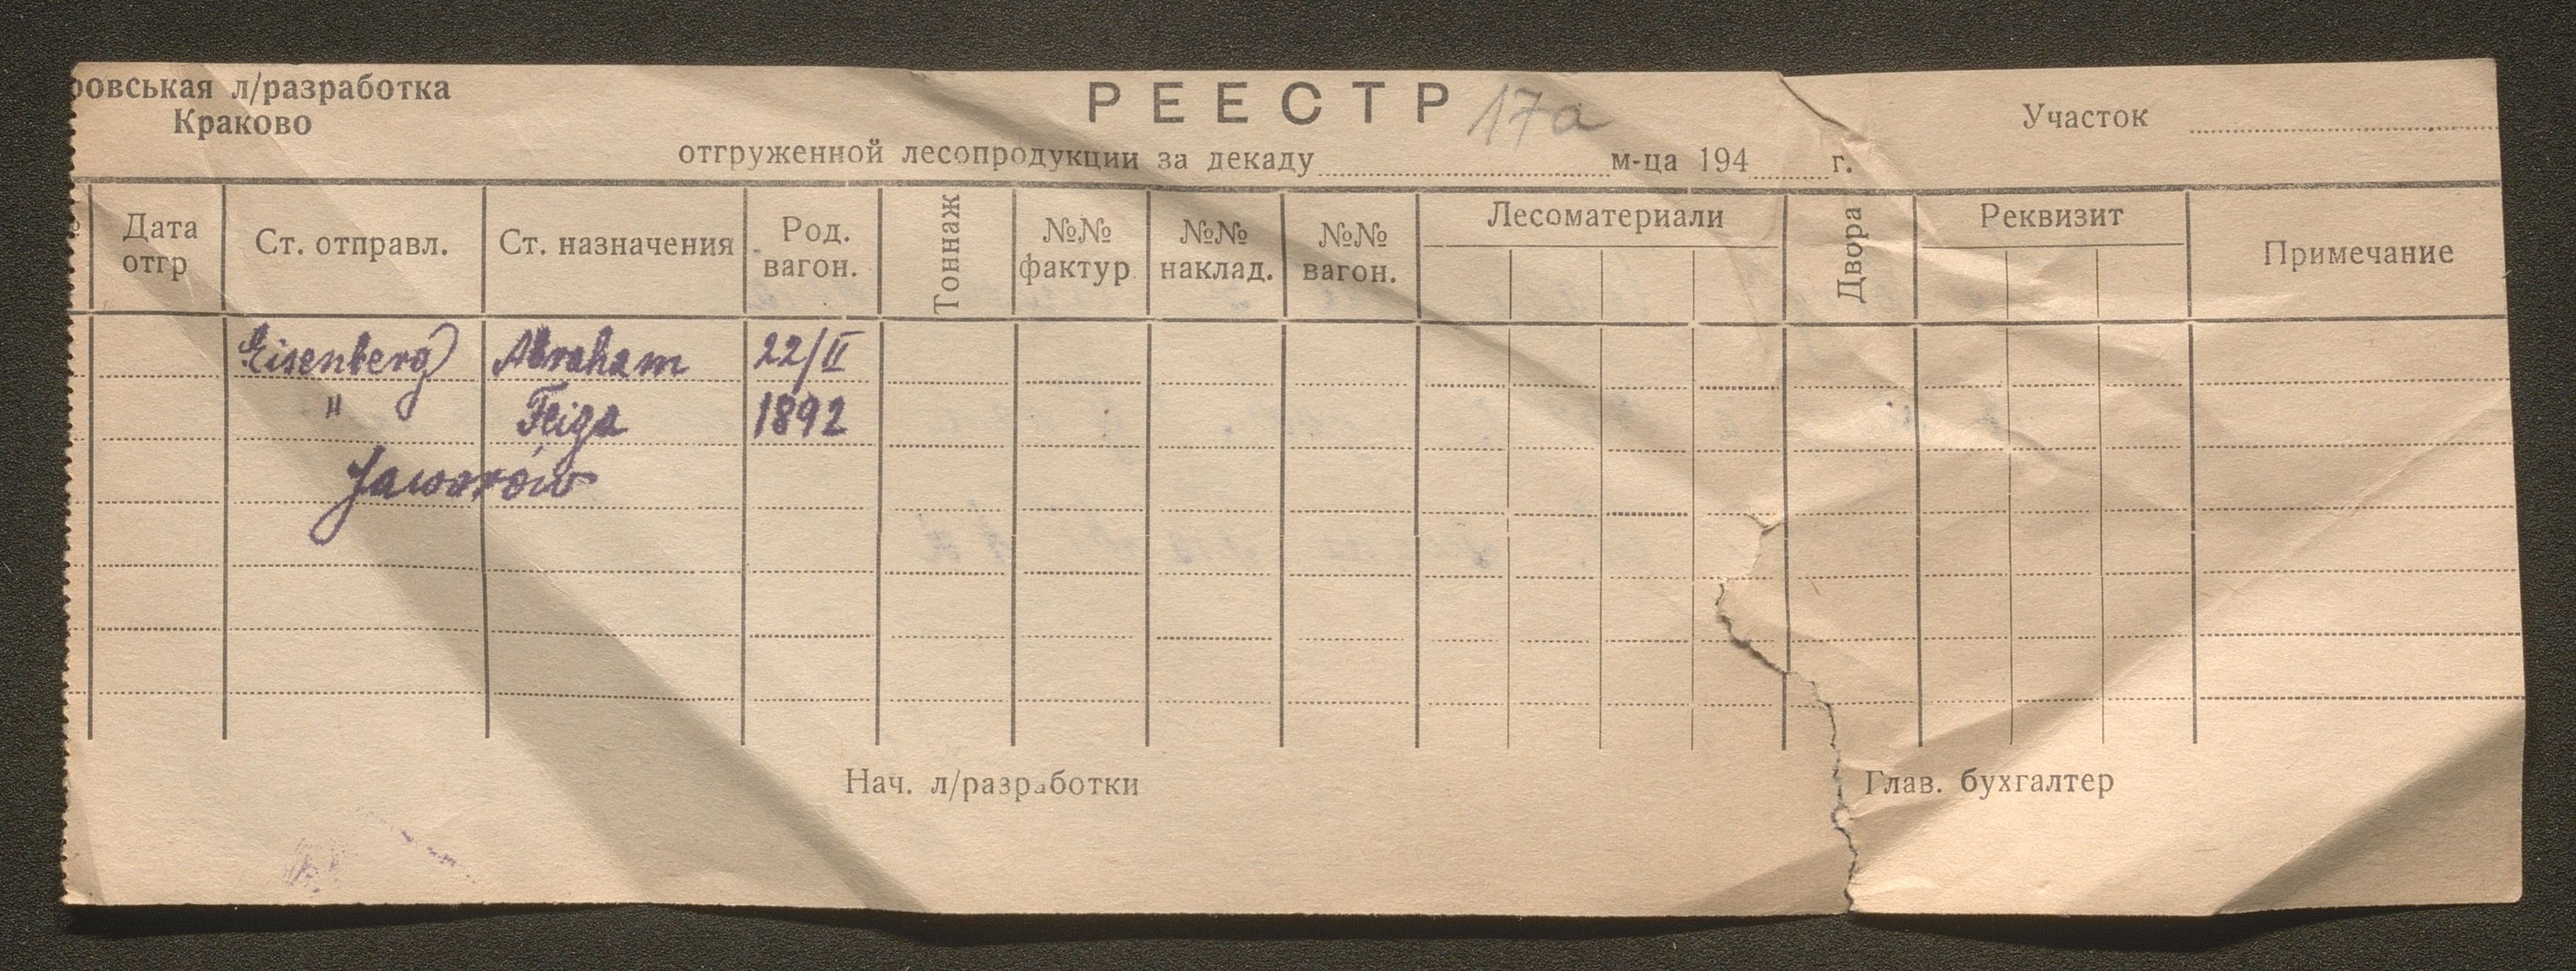 ровськая л/разработка
Краково
РЕЕСТР 17a
отгруженной лесопродукции за декаду м-ца 194 г.
Участок
Дата отгр
Ст. отправл.
Ст. назначения
Род. вагон.
Тоннаж
№№ фактур
№№ наклад.
№№ вагон.
Лесоматериали
Двора
Реквизит
Примечание
Eisenberg Abraham 22/II
" Feiga 1892
Jaworów
Нач. л/разработки
Глав. бухгалтер